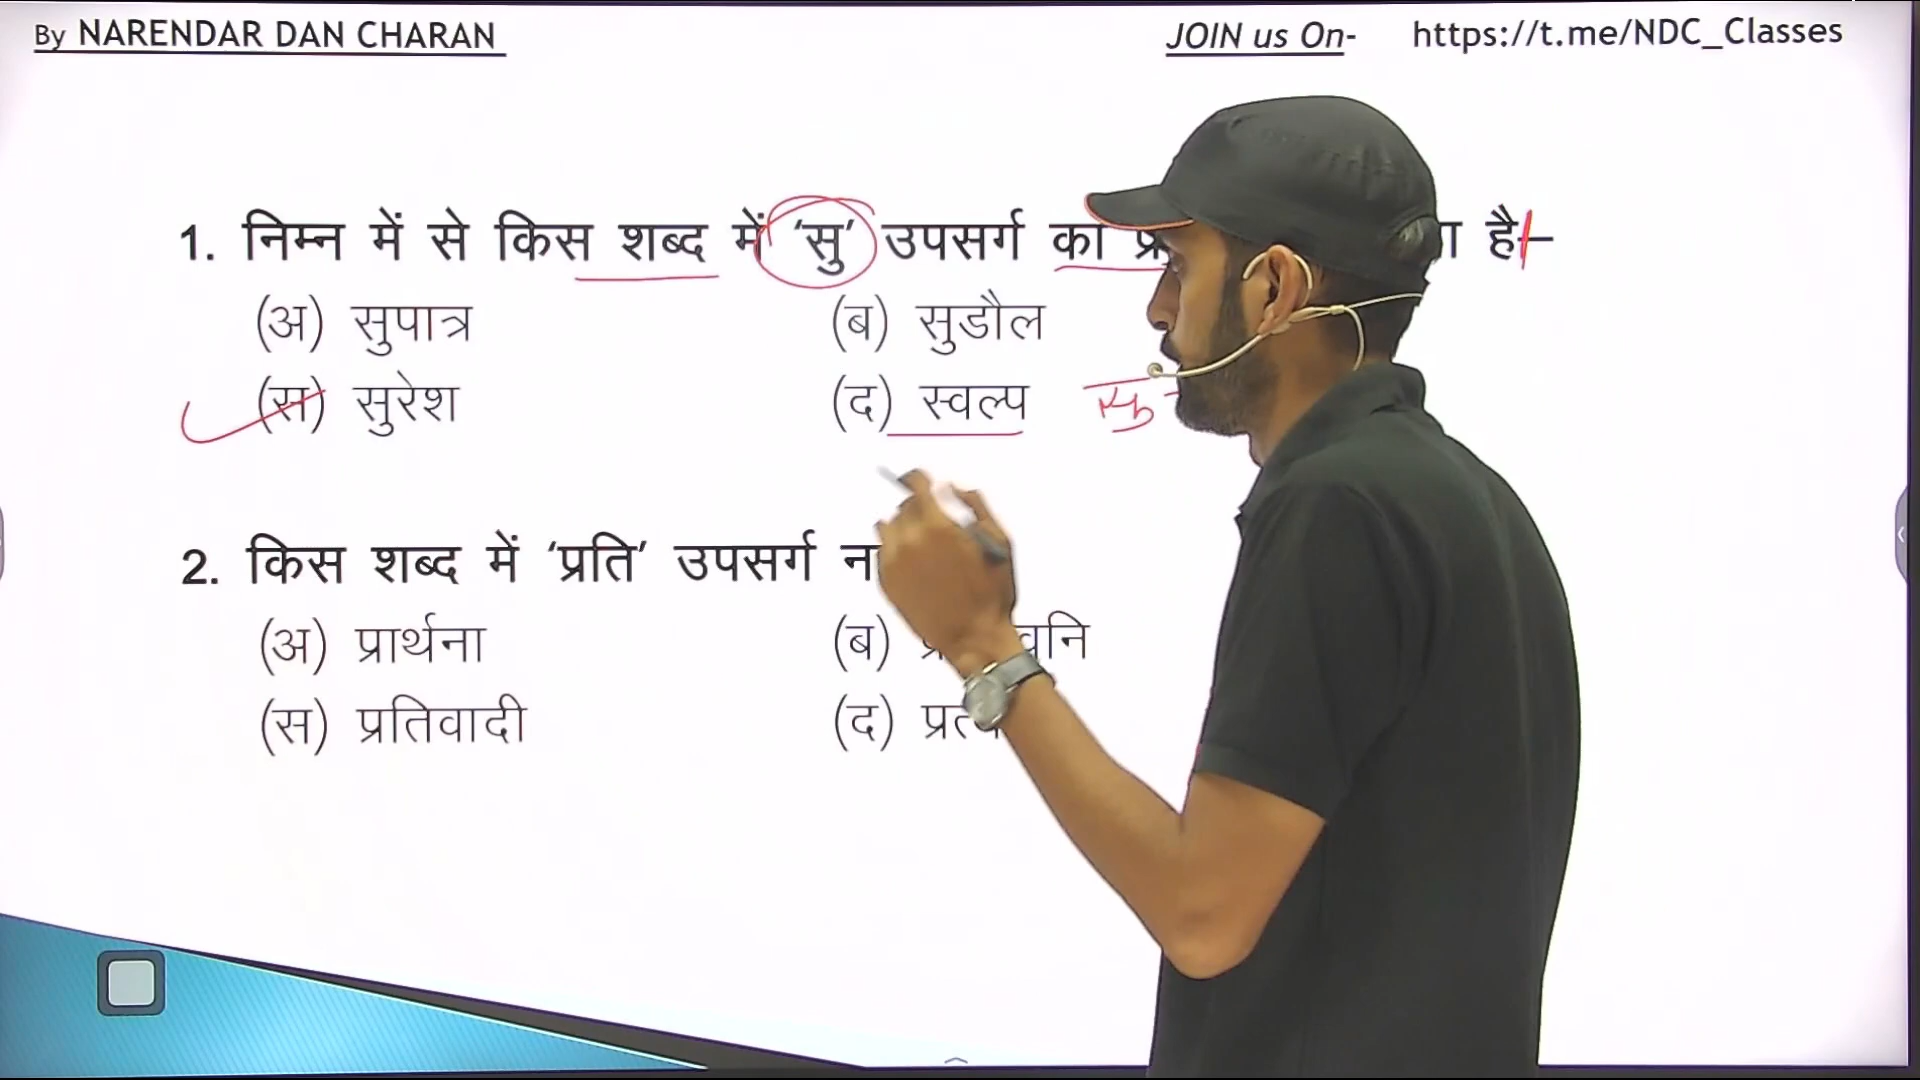 By NARENDAR DAN CHARAN
JOIN us On- https://t.me/NDC_Classes
1. निम्न में से किस शब्द में 'सु' उपसर्ग का है–
(अ) सुपात्र (ब) सुडौल
(स) सुरेश (द) स्वल्प सु
2. किस शब्द में 'प्रति' उपसर्ग
(अ) प्रार्थना (ब)
(स) प्रतिवादी (द)